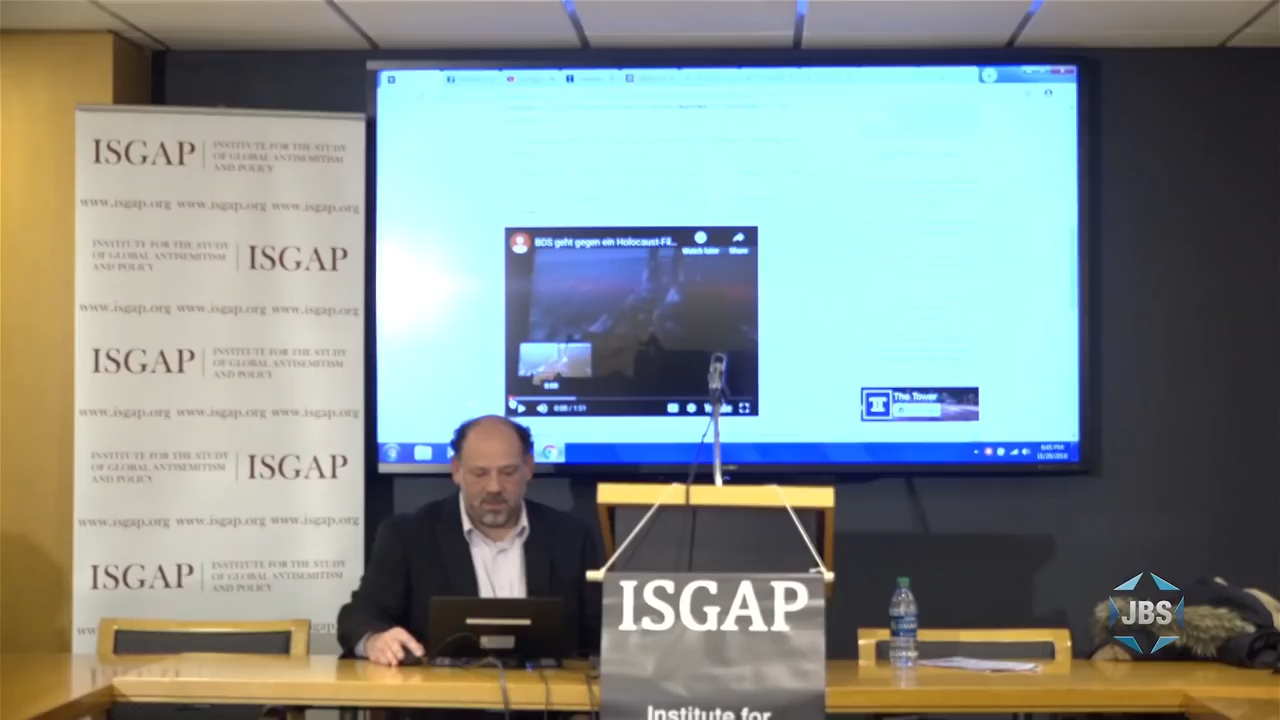 ISGAP
INSTITUTE FOR THE STUDY
OF GLOBAL ANTISEMITISM
AND POLICY
www.isgap.org www.isgap.org www.isgap.org
INSTITUTE FOR THE STUDY
OF GLOBAL ANTISEMITISM
AND POLICY
ISGAP
www.isgap.org www.isgap.org www.isgap.org
ISGAP
INSTITUTE FOR THE STUDY
OF GLOBAL ANTISEMITISM
AND POLICY
www.isgap.org www.isgap.org www.isgap.org
INSTITUTE FOR THE STUDY
OF GLOBAL ANTISEMITISM
AND POLICY
ISGAP
www.isgap.org www.isgap.org www.isgap.org
ISGAP
INSTITUTE FOR THE STUDY
OF GLOBAL ANTISEMITISM
AND POLICY
BDS geht gegen ein Holocaust-Fil...
Watch later Share
0:00 / 1:51
The Tower
ISGAP
Institute for
JBS